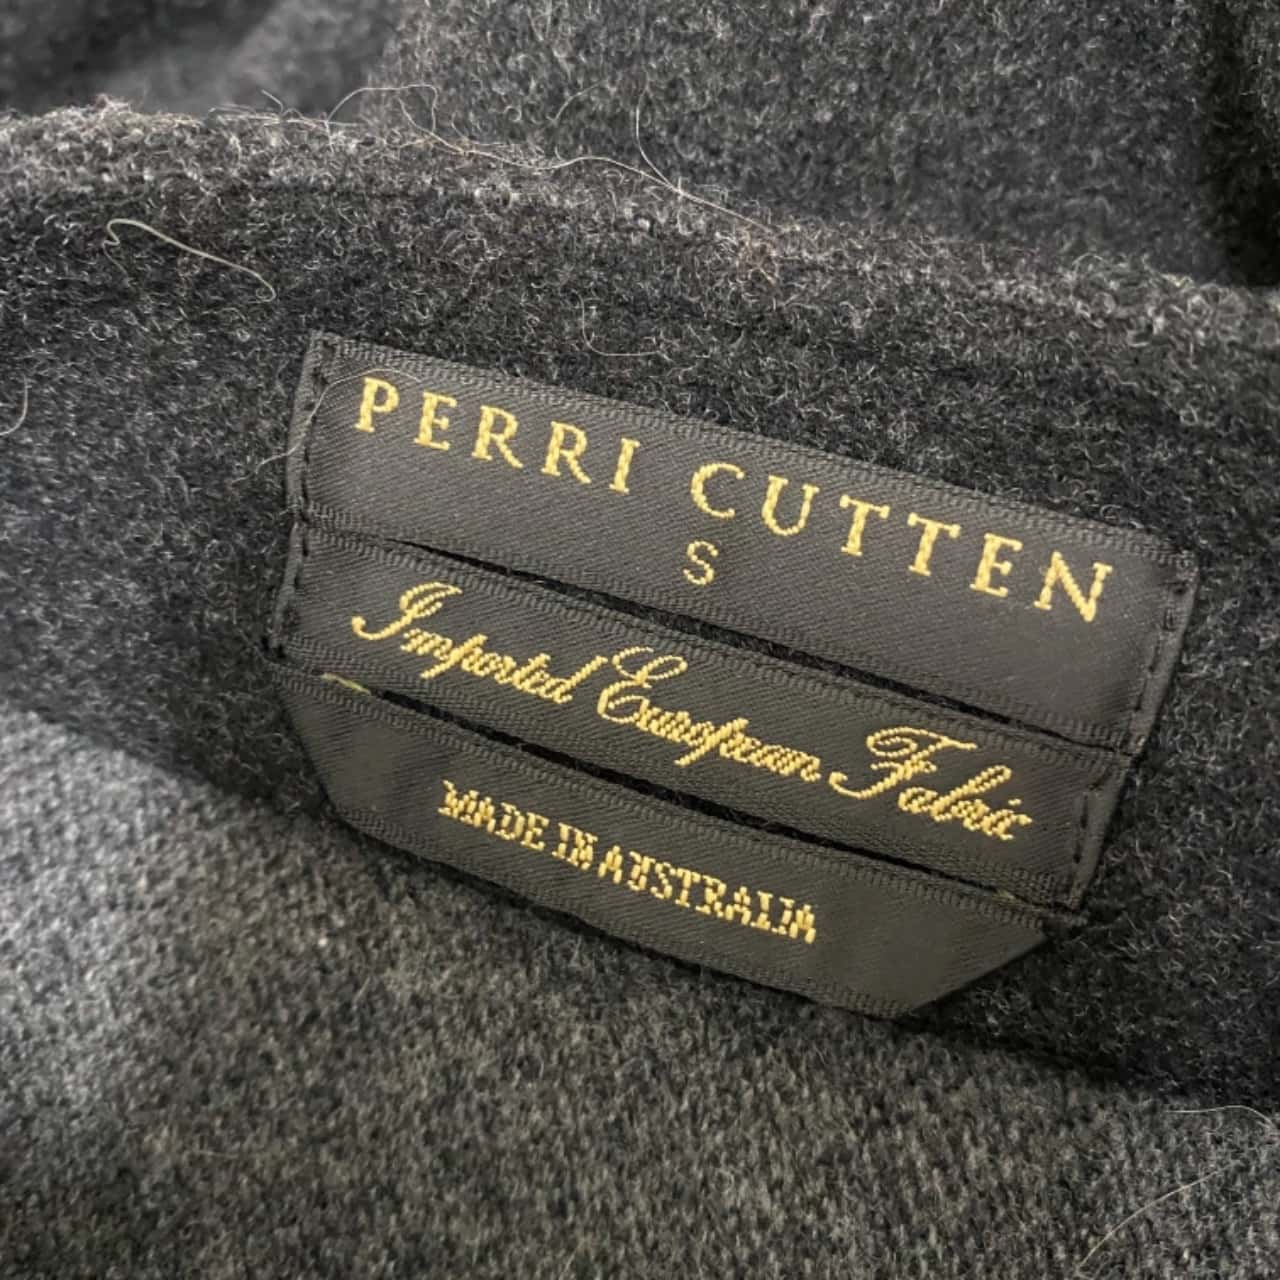 PERRI CUTTEN
S
Imported European Fabric
MADE IN AUSTRALIA